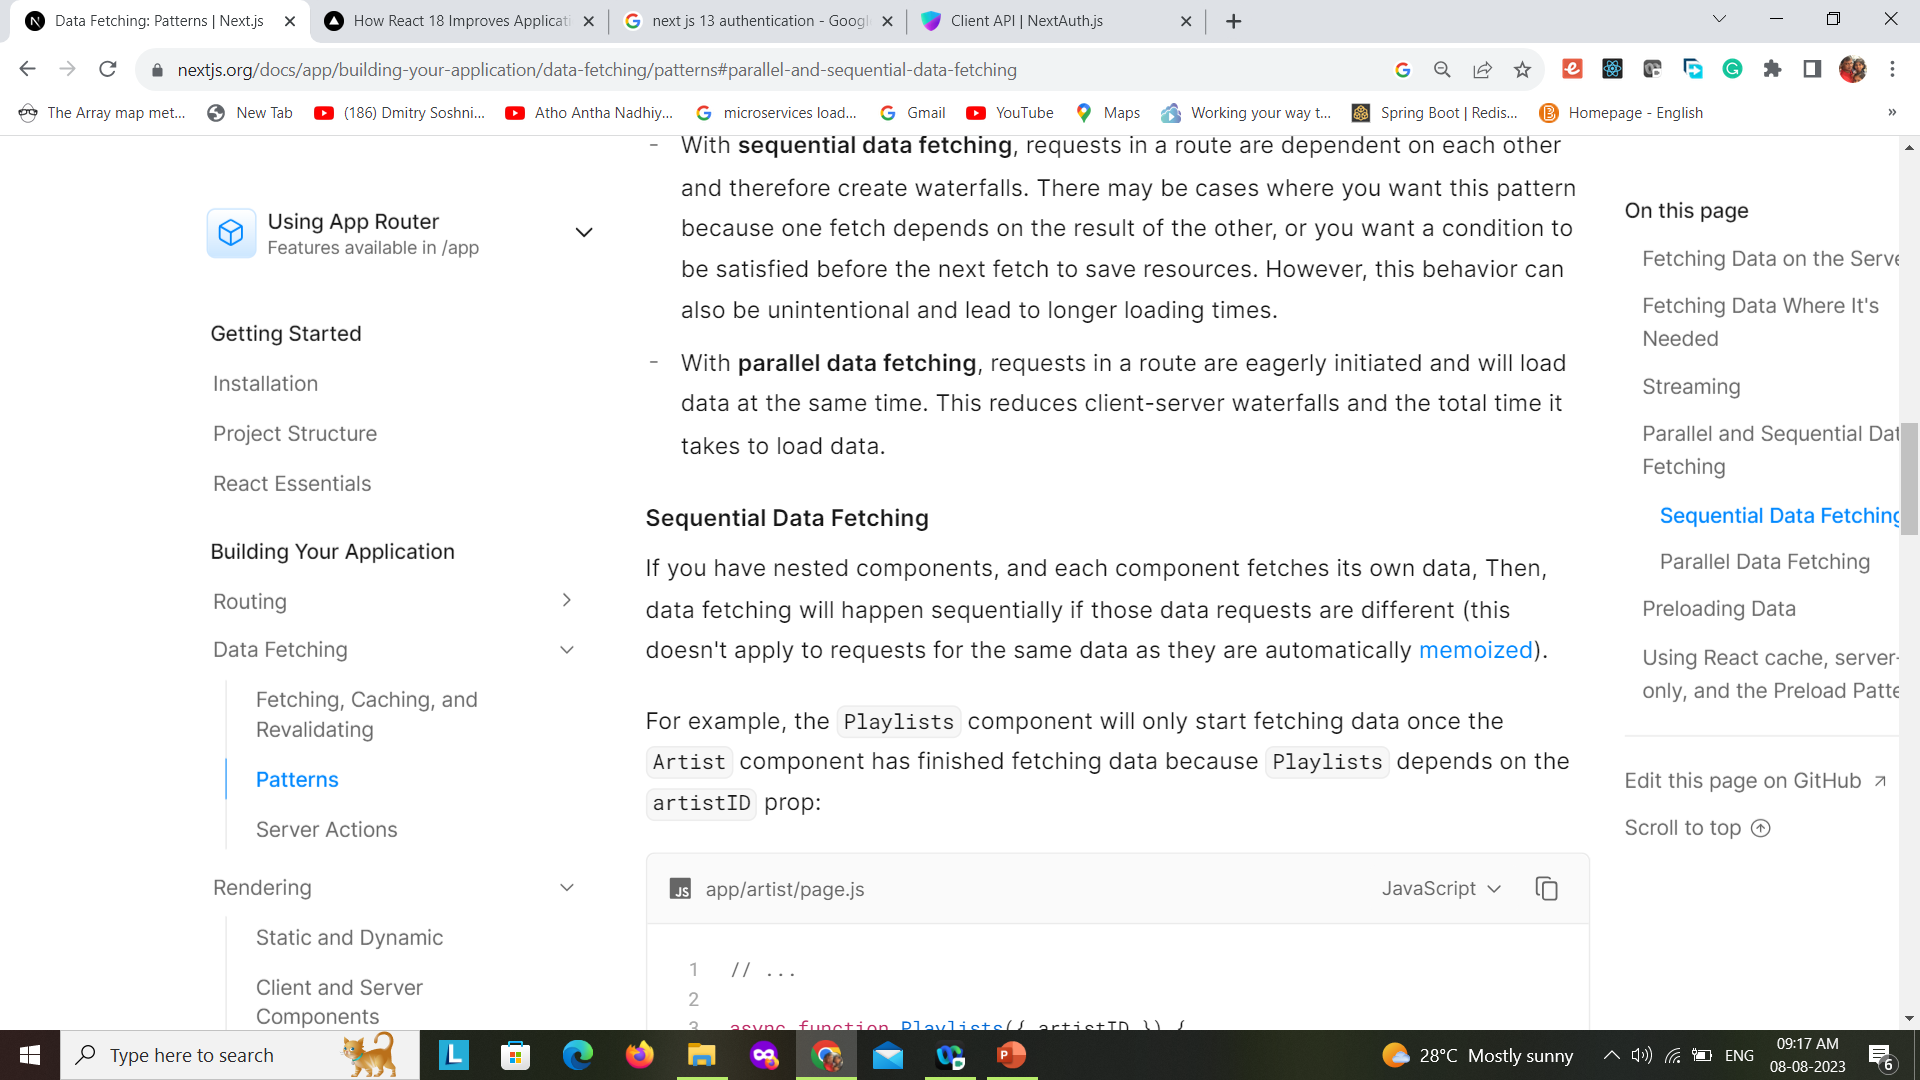 Data Fetching: Patterns | Next.js
How React 18 Improves Applicati
next js 13 authentication - Googl
Client API | NextAuth.js
nextjs.org/docs/app/building-your-application/data-fetching/patterns#parallel-and-sequential-data-fetching
The Array map met...
New Tab
(186) Dmitry Soshni...
Atho Antha Nadhiy...
microservices load...
Gmail
YouTube
Maps
Working your way t...
Spring Boot | Redis...
Homepage - English
Using App Router
Features available in /app
Getting Started
Installation
Project Structure
React Essentials
Building Your Application
Routing
Data Fetching
Fetching, Caching, and
Revalidating
Patterns
Server Actions
Rendering
Static and Dynamic
Client and Server
Components
- With sequential data fetching, requests in a route are dependent on each other
and therefore create waterfalls. There may be cases where you want this pattern
because one fetch depends on the result of the other, or you want a condition to
be satisfied before the next fetch to save resources. However, this behavior can
also be unintentional and lead to longer loading times.
- With parallel data fetching, requests in a route are eagerly initiated and will load
data at the same time. This reduces client-server waterfalls and the total time it
takes to load data.
Sequential Data Fetching
If you have nested components, and each component fetches its own data, Then,
data fetching will happen sequentially if those data requests are different (this
doesn't apply to requests for the same data as they are automatically memoized).
For example, the Playlists component will only start fetching data once the
Artist component has finished fetching data because Playlists depends on the
artistID prop:
JS app/artist/page.js
JavaScript
1 // ...
2
3 async function Playlists({ artistID }) {
On this page
Fetching Data on the Serve
Fetching Data Where It's
Needed
Streaming
Parallel and Sequential Dat
Fetching
Sequential Data Fetching
Parallel Data Fetching
Preloading Data
Using React cache, server-
only, and the Preload Patte
Edit this page on GitHub
Scroll to top
Type here to search
28°C Mostly sunny
ENG
09:17 AM
08-08-2023
6